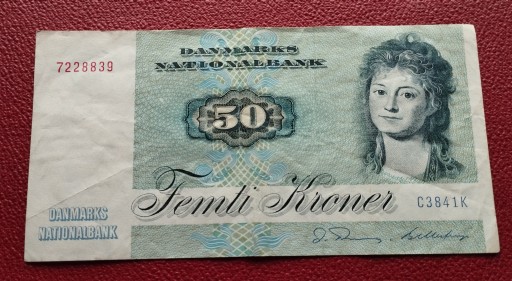 DANMARKS
NATIONALBANK
7228839
50
Femti Kroner
C3841K
DANMARKS
NATIONALBANK